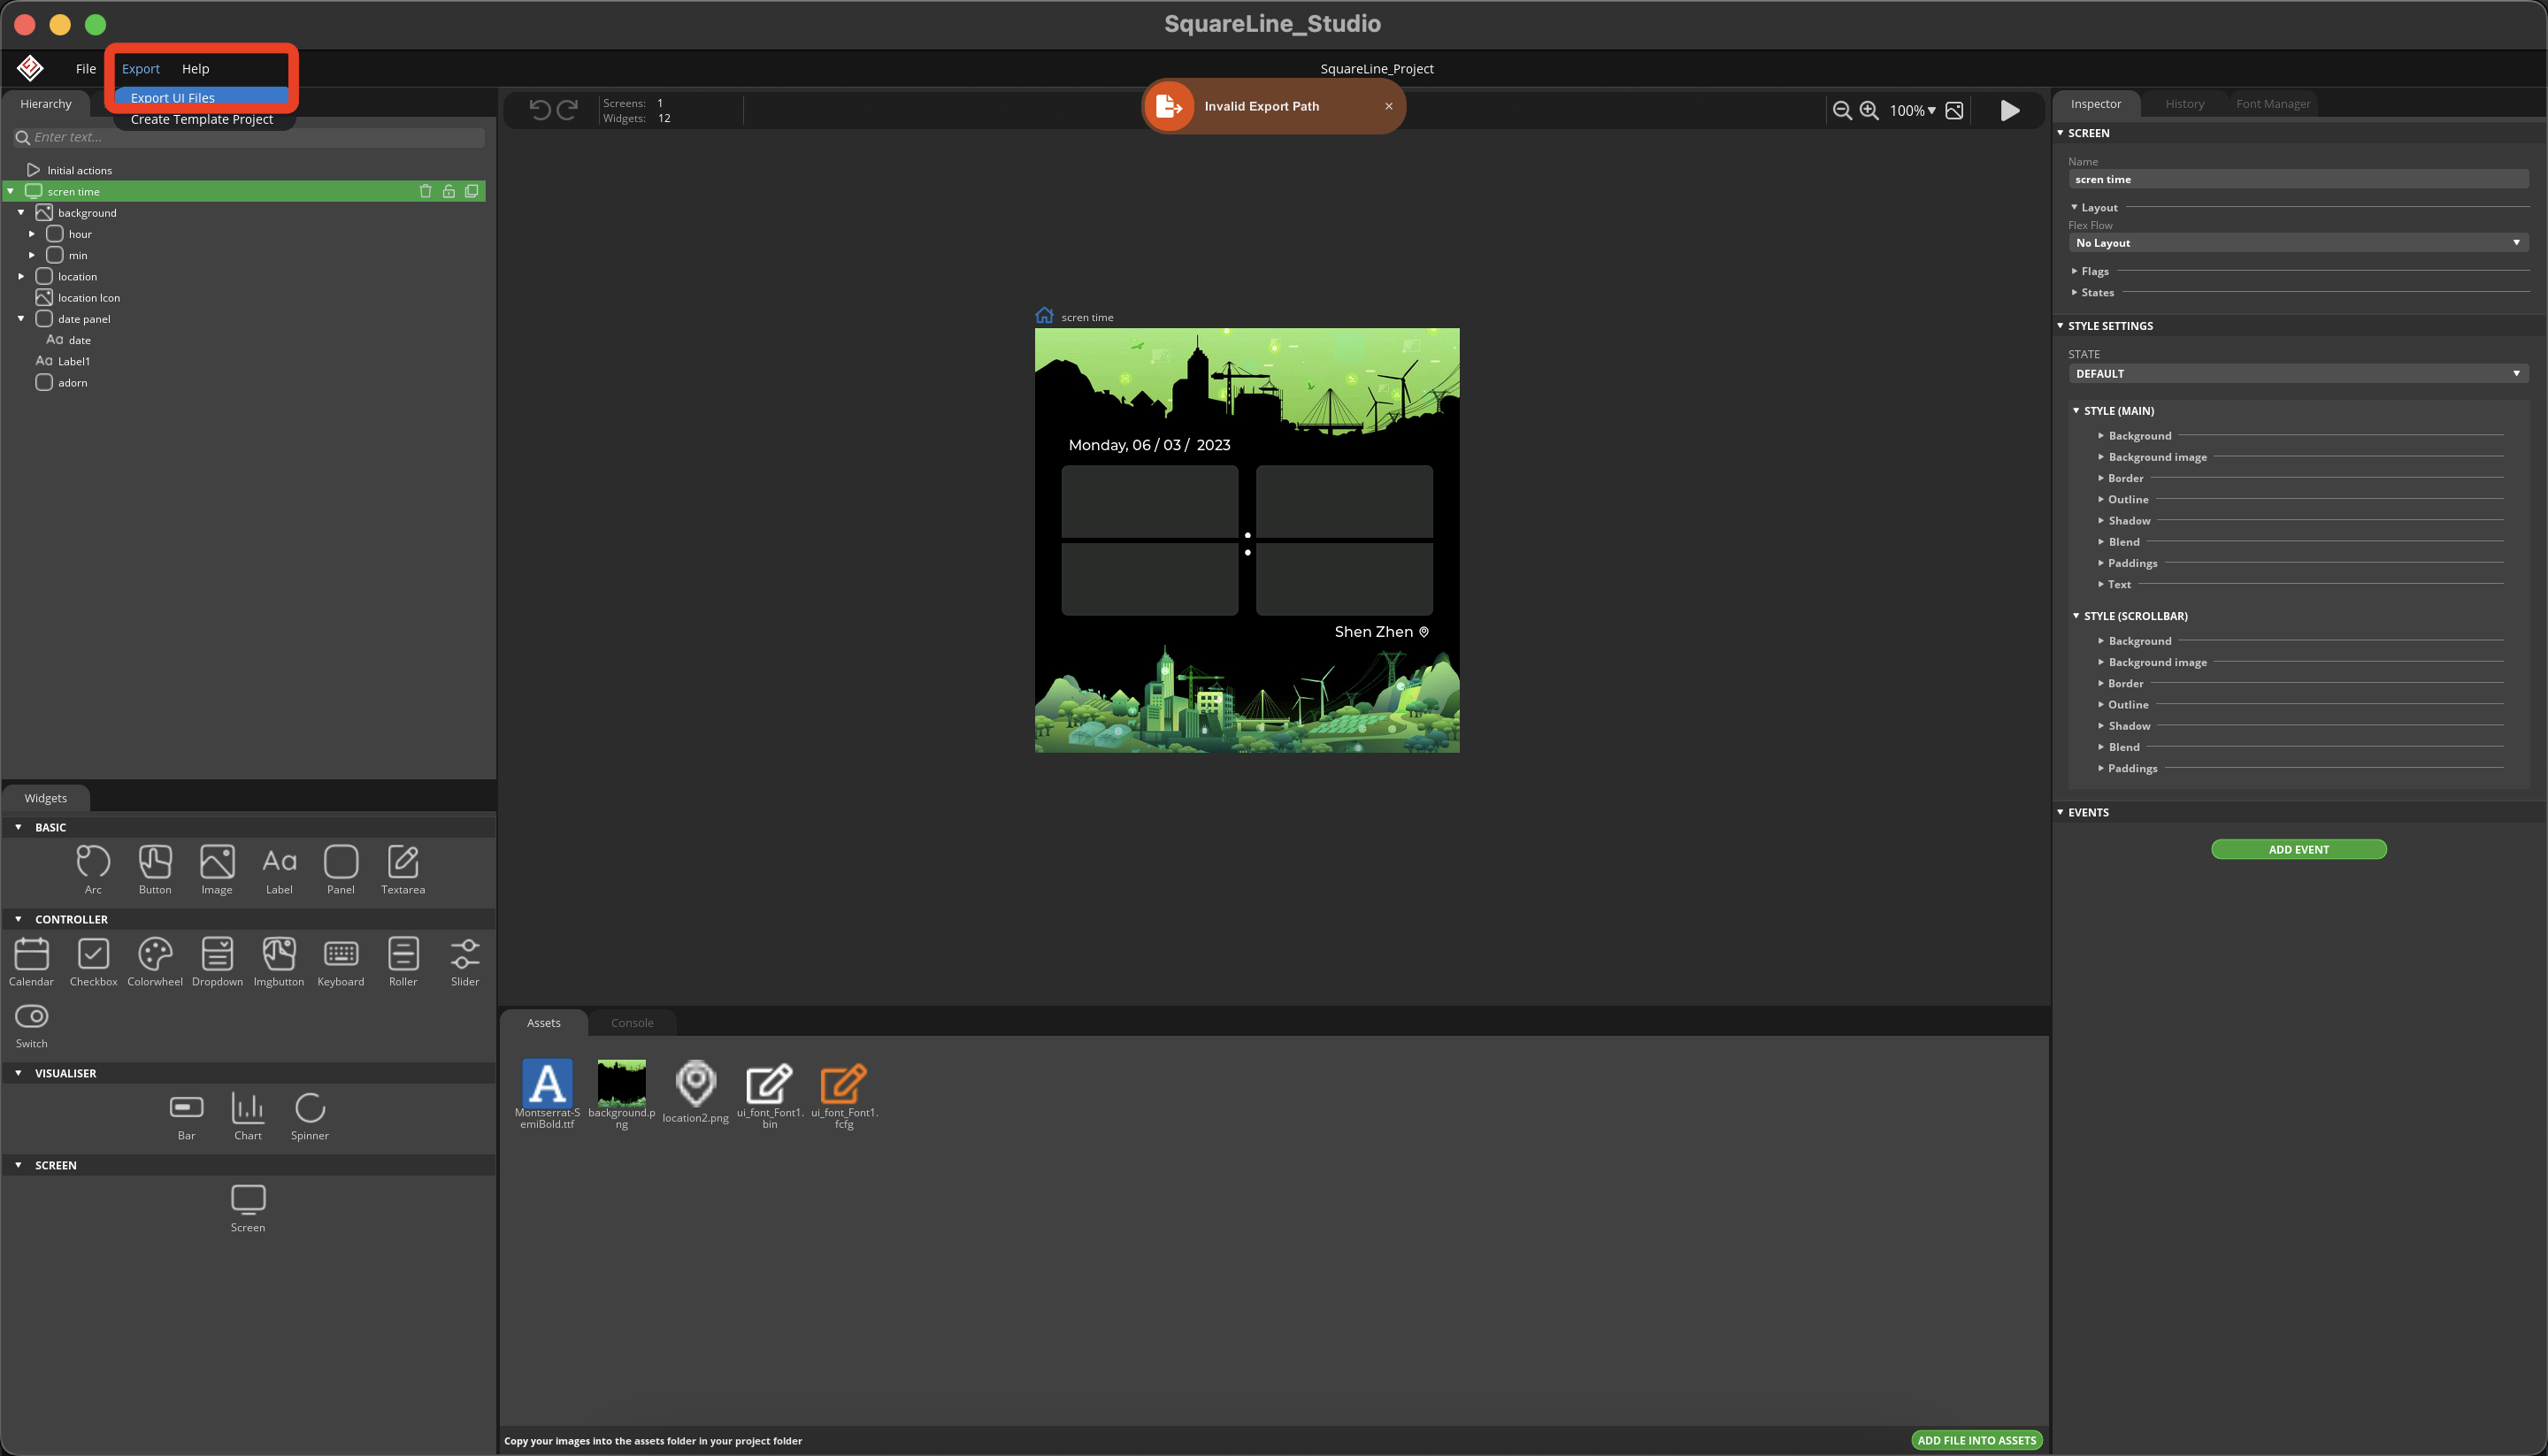 SquareLine_Studio
File Export Help
SquareLine_Project
Export UI Files
Create Template Project
Hierarchy
Enter text...
Initial actions
scren time
background
hour
min
location
location Icon
date panel
Aa date
Aa Label1
adorn
Screens: 1
Widgets: 12
Invalid Export Path ×
100%
scren time
Monday, 06 / 03 / 2023
:
Shen Zhen
Widgets
BASIC
Aa
Arc Button Image Label Panel Textarea
CONTROLLER
Calendar Checkbox Colorwheel Dropdown Imgbutton Keyboard Roller Slider
Switch
VISUALISER
Bar Chart Spinner
SCREEN
Screen
Assets Console
A
Montserrat-S
emiBold.ttf
background.p
ng
location2.png
ui_font_Font1.
bin
ui_font_Font1.
fcfg
Copy your images into the assets folder in your project folder
ADD FILE INTO ASSETS
Inspector History Font Manager
SCREEN
Name
scren time
Layout
Flex Flow
No Layout
Flags
States
STYLE SETTINGS
STATE
DEFAULT
STYLE (MAIN)
Background
Background image
Border
Outline
Shadow
Blend
Paddings
Text
STYLE (SCROLLBAR)
Background
Background image
Border
Outline
Shadow
Blend
Paddings
EVENTS
ADD EVENT